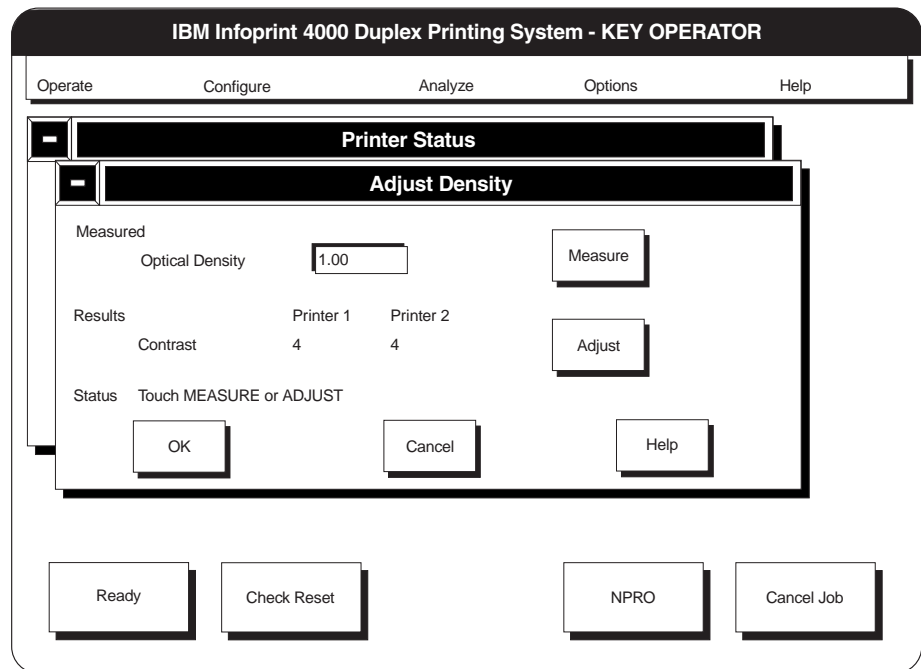 IBM Infoprint 4000 Duplex Printing System - KEY OPERATOR
Operate Configure Analyze Options Help
Printer Status
Adjust Density
Measured
Optical Density 1.00 Measure
Results Printer 1 Printer 2
Contrast 4 4 Adjust
Status Touch MEASURE or ADJUST
OK Cancel Help
Ready Check Reset NPRO Cancel Job